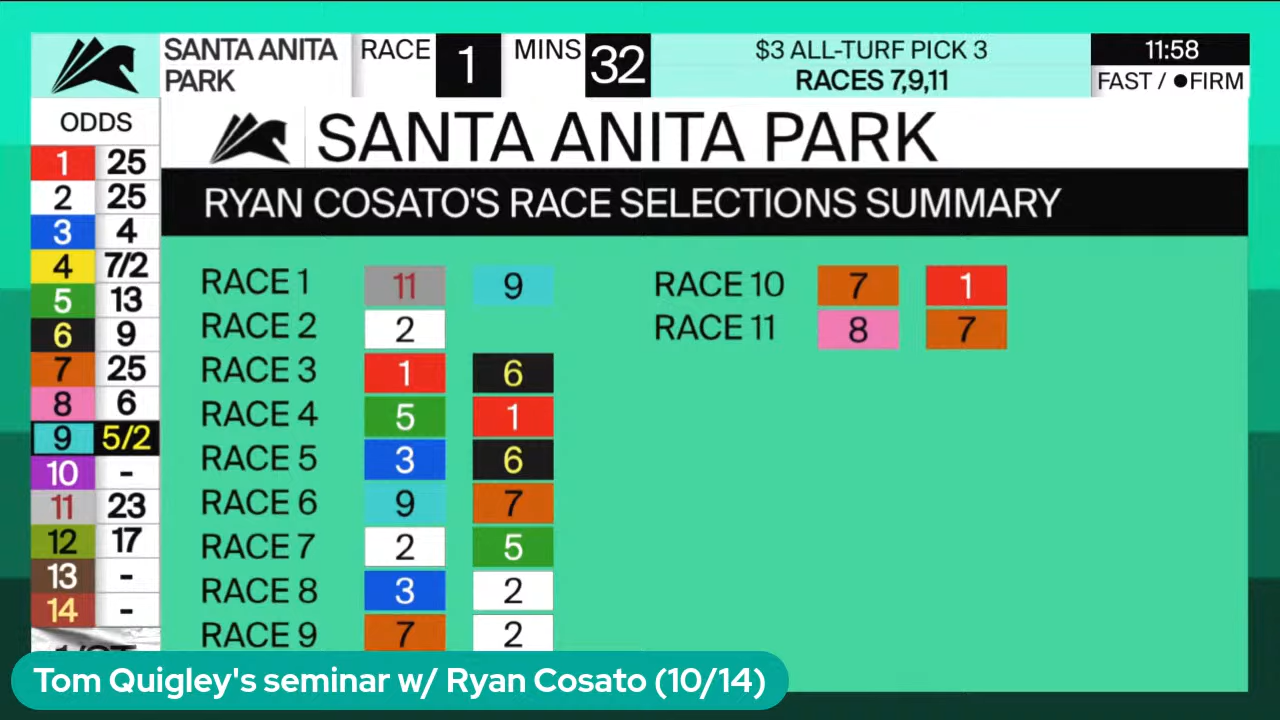 SANTA ANITA PARK
RACE 1
MINS 32
$3 ALL-TURF PICK 3
RACES 7,9,11
11:58
FAST / ●FIRM
ODDS
1 25
2 25
3 4
4 7/2
5 13
6 9
7 25
8 6
9 5/2
10 -
11 23
12 17
13 -
14 -
SANTA ANITA PARK
RYAN COSATO'S RACE SELECTIONS SUMMARY
RACE 1 11 9
RACE 2 2
RACE 3 1 6
RACE 4 5 1
RACE 5 3 6
RACE 6 9 7
RACE 7 2 5
RACE 8 3 2
RACE 9 7 2
RACE 10 7 1
RACE 11 8 7
Tom Quigley's seminar w/ Ryan Cosato (10/14)